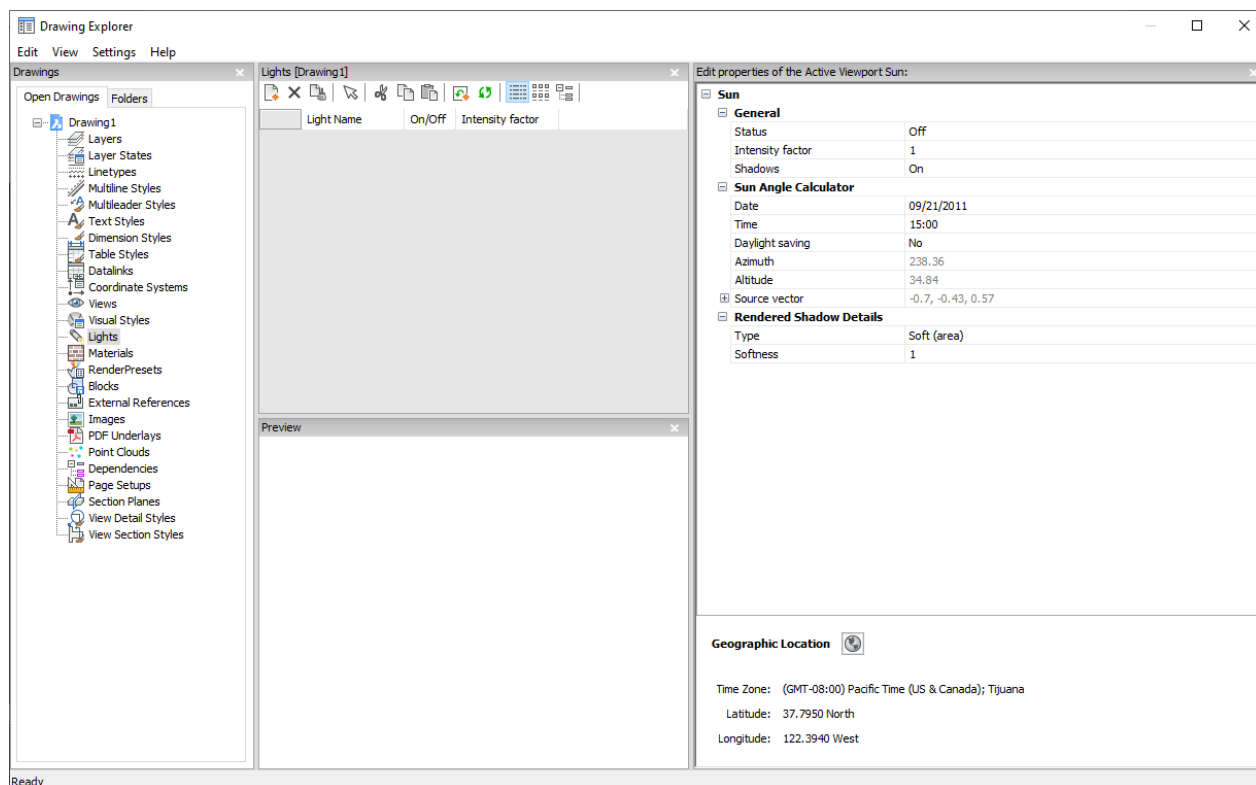 Drawing Explorer
Edit View Settings Help
Drawings
Open Drawings Folders
Drawing1
Layers
Layer States
Linetypes
Multiline Styles
Multileader Styles
Text Styles
Dimension Styles
Table Styles
Datalinks
Coordinate Systems
Views
Visual Styles
Lights
Materials
RenderPresets
Blocks
External References
Images
PDF Underlays
Point Clouds
Dependencies
Page Setups
Section Planes
View Detail Styles
View Section Styles
Lights [Drawing1]
Light Name On/Off Intensity factor
Preview
Edit properties of the Active Viewport Sun:
Sun
General
Status Off
Intensity factor 1
Shadows On
Sun Angle Calculator
Date 09/21/2011
Time 15:00
Daylight saving No
Azimuth 238.36
Altitude 34.84
Source vector -0.7, -0.43, 0.57
Rendered Shadow Details
Type Soft (area)
Softness 1
Geographic Location
Time Zone: (GMT-08:00) Pacific Time (US & Canada); Tijuana
Latitude: 37.7950 North
Longitude: 122.3940 West
Ready